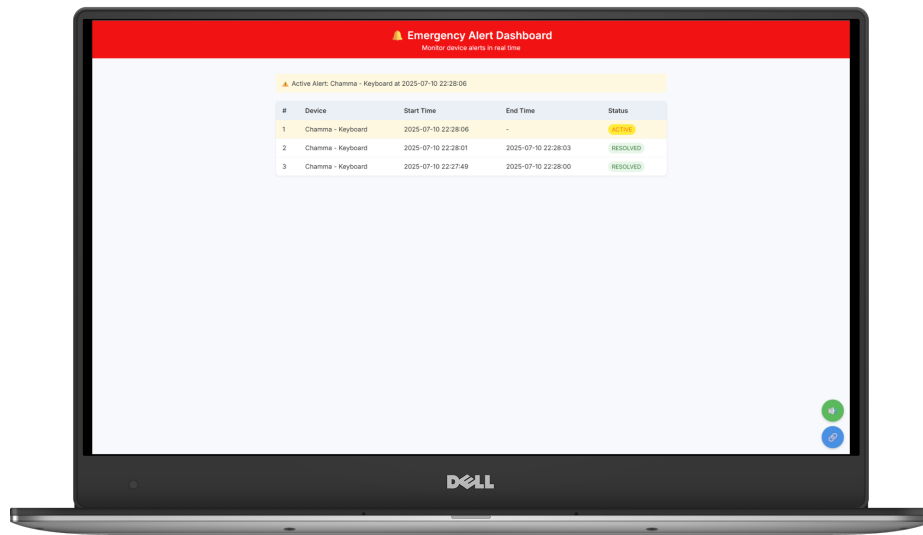 🔔 Emergency Alert Dashboard
Monitor device alerts in real time
⚠ Active Alert: Chamma - Keyboard at 2025-07-10 22:28:06
# Device Start Time End Time Status
1 Chamma - Keyboard 2025-07-10 22:28:06 - ACTIVE
2 Chamma - Keyboard 2025-07-10 22:28:01 2025-07-10 22:28:03 RESOLVED
3 Chamma - Keyboard 2025-07-10 22:27:49 2025-07-10 22:28:00 RESOLVED
DELL